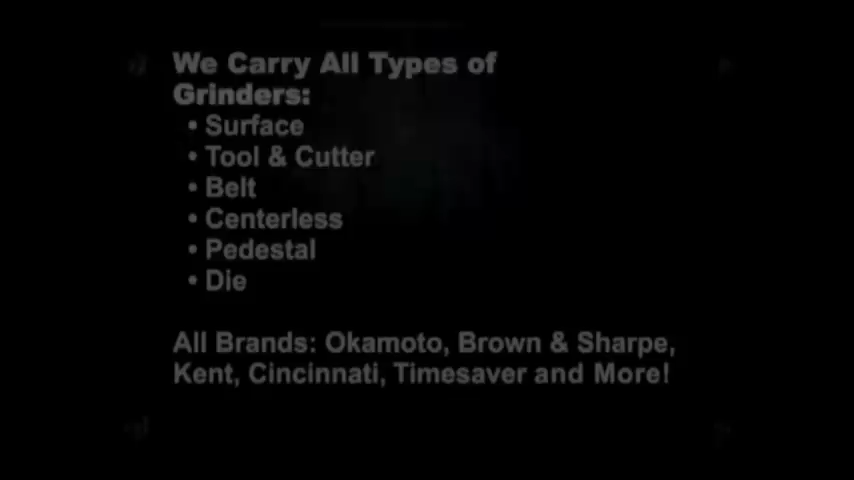 We Carry All Types of
Grinders:
• Surface
• Tool & Cutter
• Belt
• Centerless
• Pedestal
• Die
All Brands: Okamoto, Brown & Sharpe,
Kent, Cincinnati, Timesaver and More!